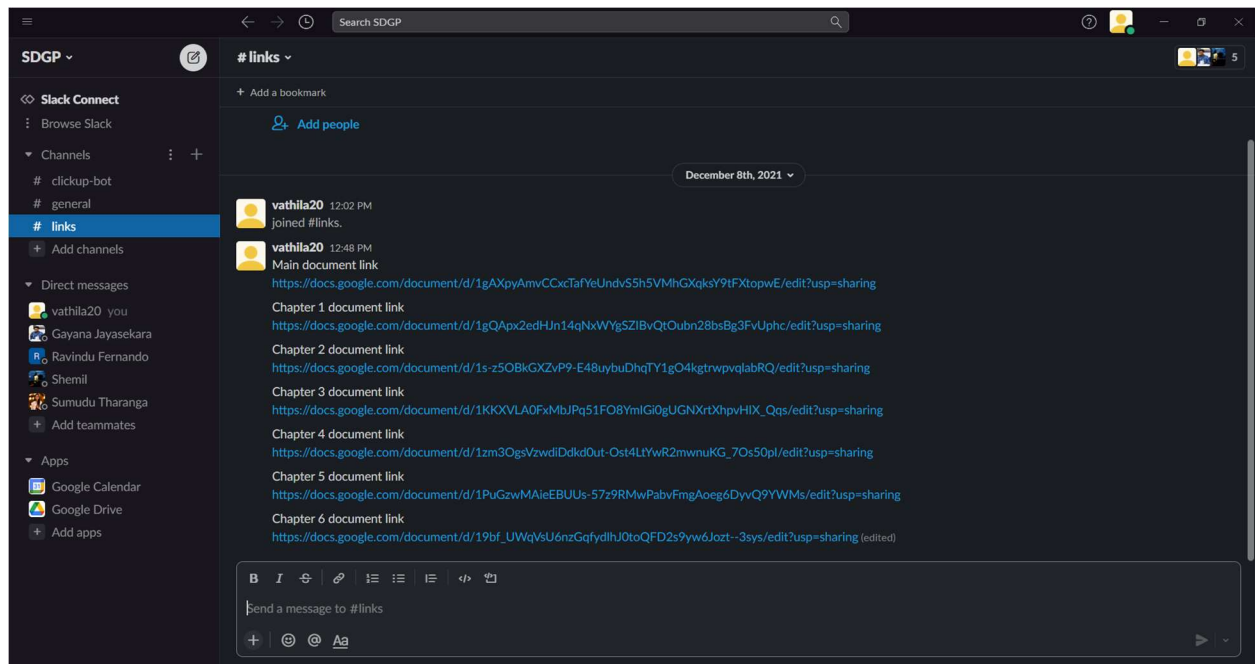 Search SDGP
SDGP
# links
5
Slack Connect
Add a bookmark
Browse Slack
Add people
Channels
# clickup-bot
# general
# links
Add channels
Direct messages
vathila20 you
Gayana Jayasekara
R Ravindu Fernando
Shemil
Sumudu Tharanga
Add teammates
Apps
Google Calendar
Google Drive
Add apps
December 8th, 2021
vathila20 12:02 PM
joined #links.
vathila20 12:48 PM
Main document link
https://docs.google.com/document/d/1gAXpyAmvCCxcTafYeUndvS5h5VMhGXqksY9tFXtopwE/edit?usp=sharing
Chapter 1 document link
https://docs.google.com/document/d/1gQApx2edHJn14qNxWYgSZIBvQtOubn28bsBg3FvUphc/edit?usp=sharing
Chapter 2 document link
https://docs.google.com/document/d/1s-z5OBkGXZvP9-E48uybuDhqTY1gO4kgtrwpvqlabRQ/edit?usp=sharing
Chapter 3 document link
https://docs.google.com/document/d/1KKXVLA0FxMbJPq51FO8YmIGi0gUGNXrtXhpvHIX_Qqs/edit?usp=sharing
Chapter 4 document link
https://docs.google.com/document/d/1zm3OgsVzwdiDdkd0ut-Ost4LtYwR2mwnuKG_7Os50pI/edit?usp=sharing
Chapter 5 document link
https://docs.google.com/document/d/1PuGzwMAieEBUUs-57z9RMwPabvFmgAoeg6DyvQ9YWMs/edit?usp=sharing
Chapter 6 document link
https://docs.google.com/document/d/19bf_UWqVsU6nzGqfydlhJ0toQFD2s9yw6Jozt--3sys/edit?usp=sharing (edited)
B I S
Send a message to #links
@ Aa